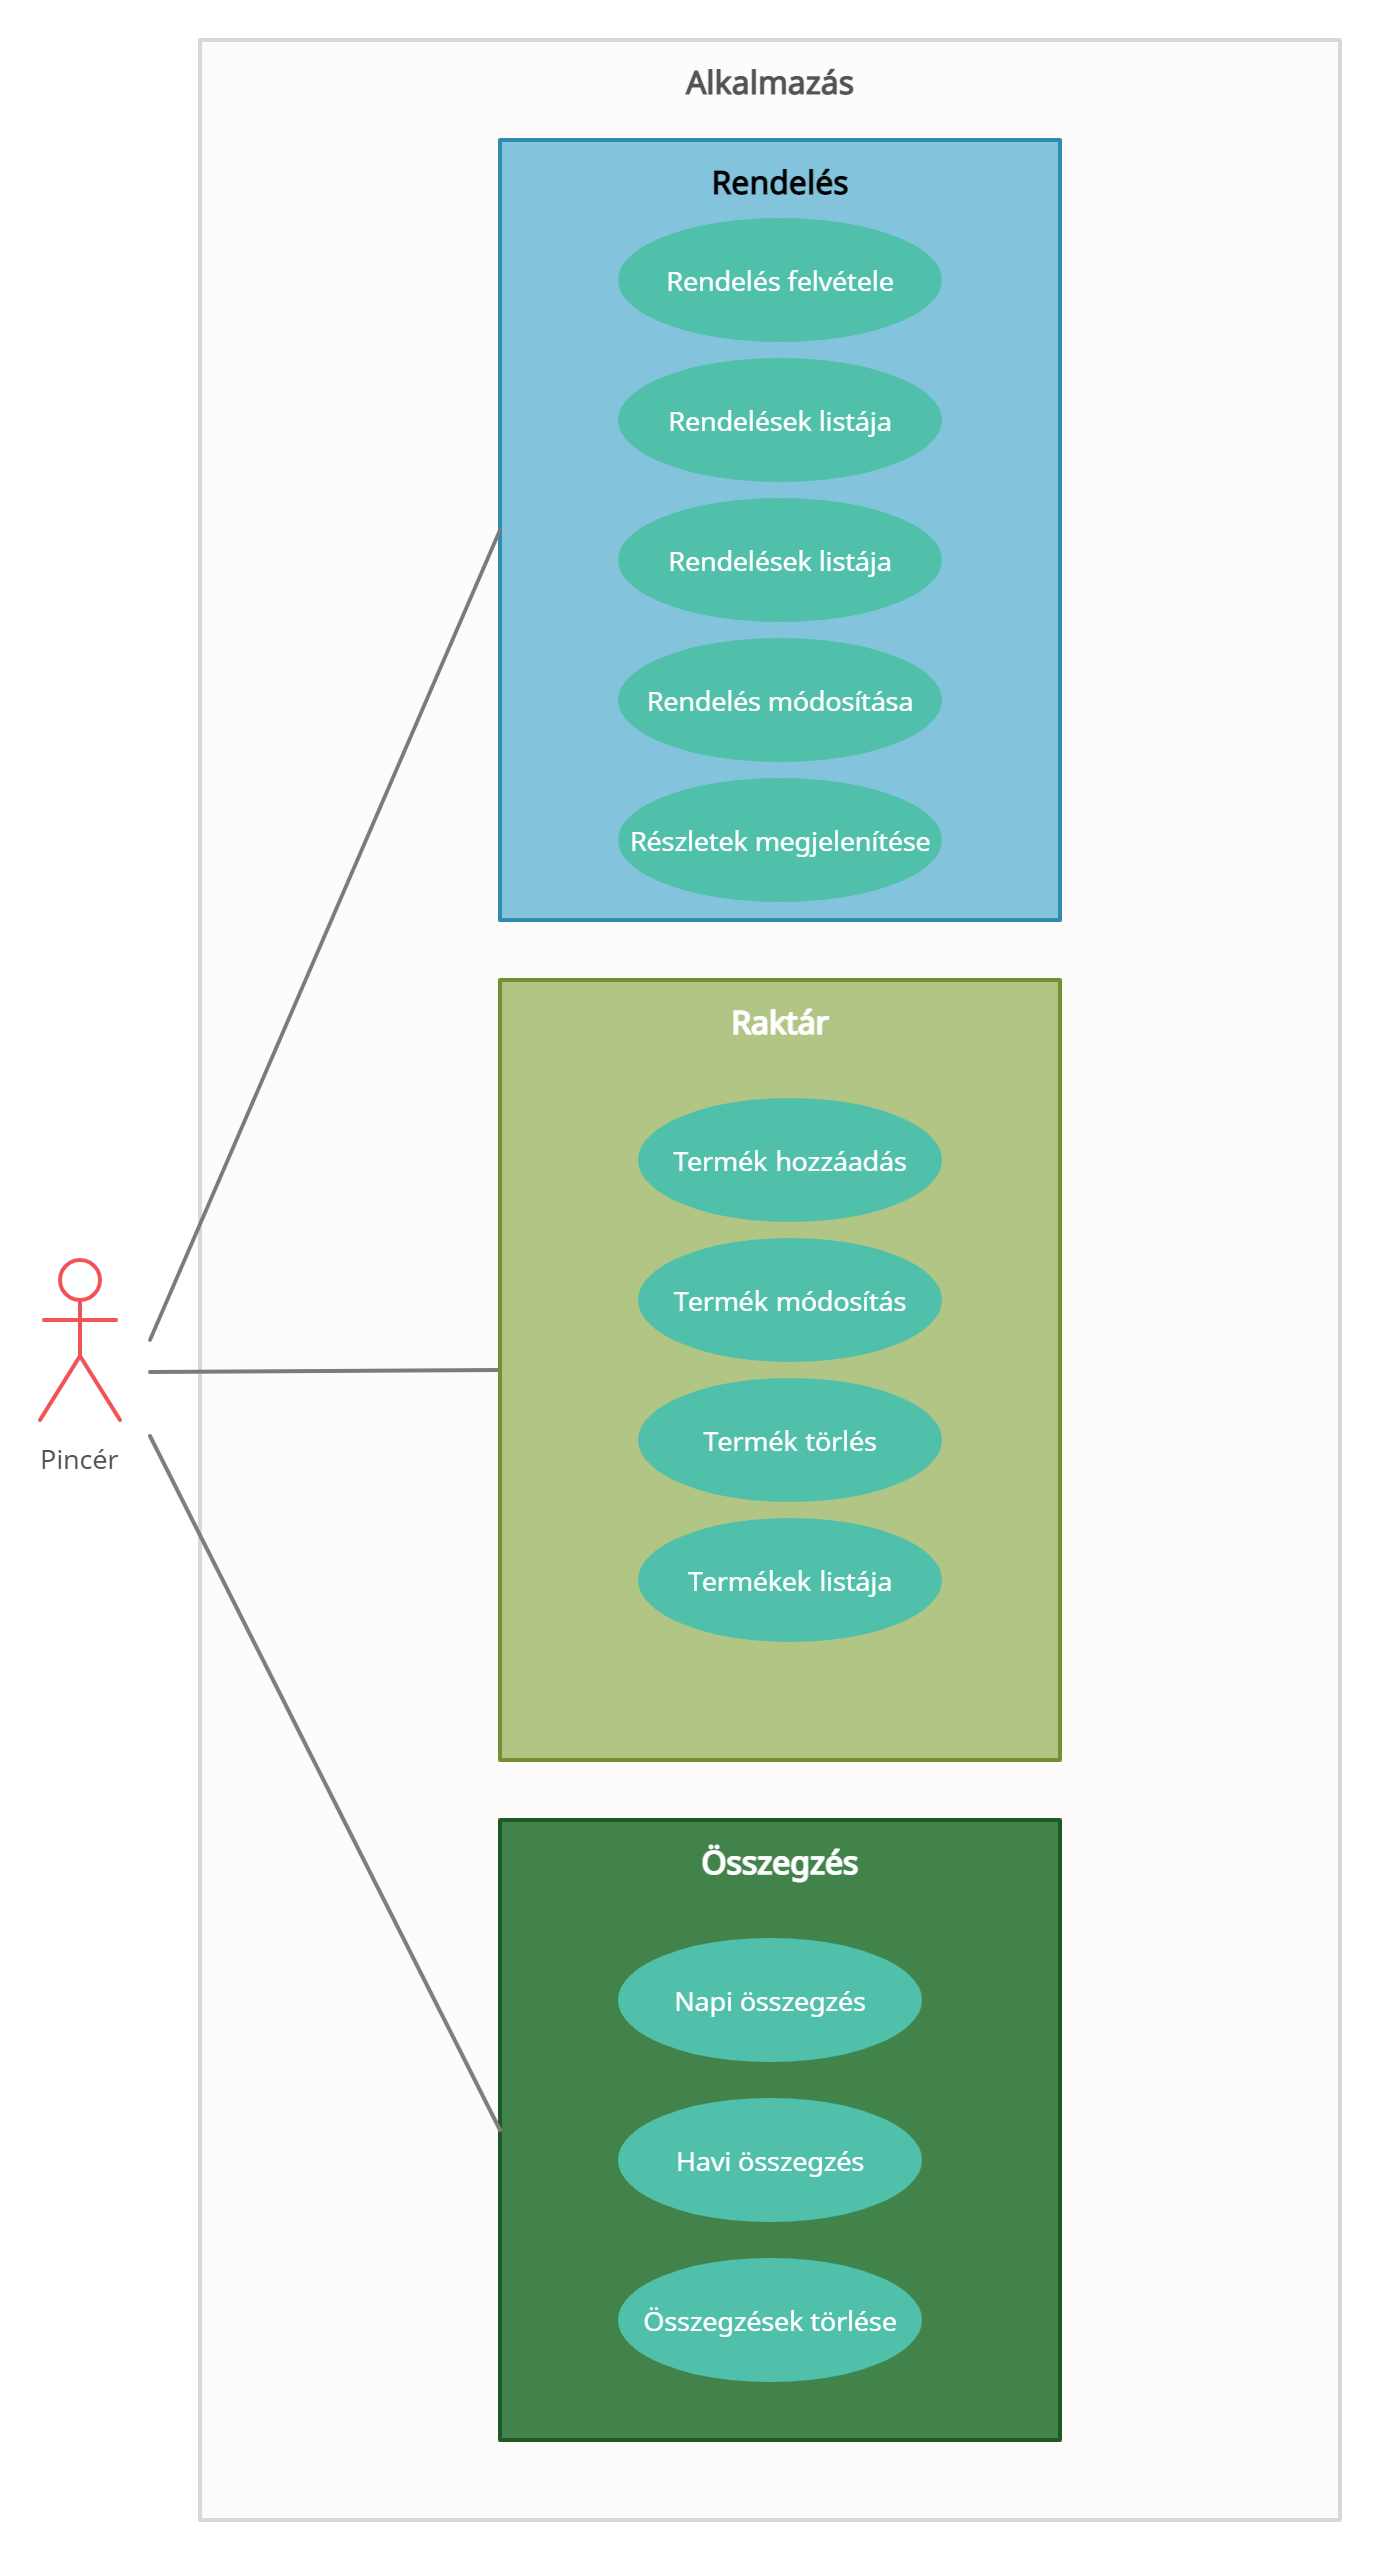 Alkalmazás
Rendelés
Rendelés felvétele
Rendelések listája
Rendelések listája
Rendelés módosítása
Részletek megjelenítése
Raktár
Termék hozzáadás
Termék módosítás
Termék törlés
Termékek listája
Pincér
Összegzés
Napi összegzés
Havi összegzés
Összegzések törlése